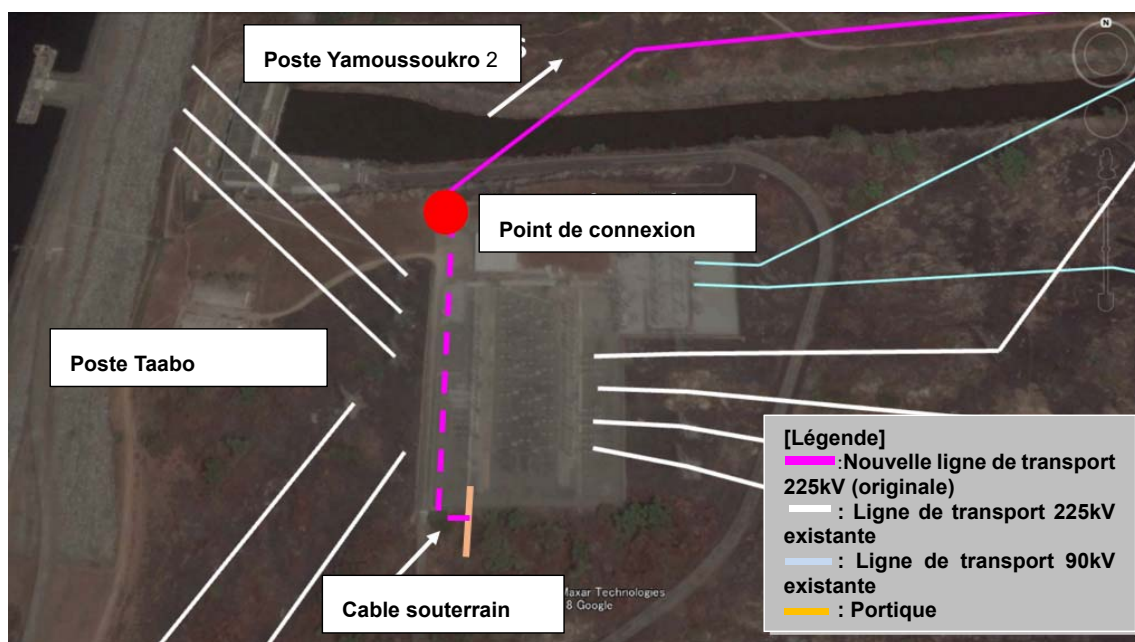 Poste Yamoussoukro 2
N
Point de connexion
Poste Taabo
Cable souterrain
[Légende]
:Nouvelle ligne de transport
225kV (originale)
: Ligne de transport 225kV
existante
: Ligne de transport 90kV
existante
: Portique
Maxar Technologies
8 Google